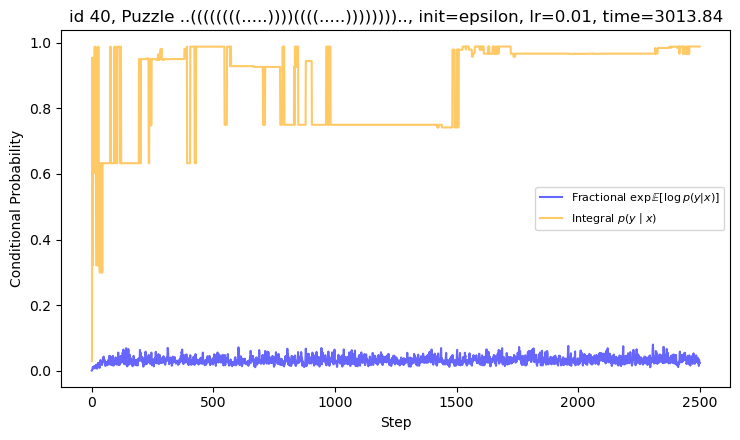 id 40, Puzzle ..((((((((.....))))((((.....)))))))).., init=epsilon, lr=0.01, time=3013.84
Conditional Probability
1.0
0.8
0.6
0.4
0.2
0.0
Fractional exp𝔼[log p(y|x)]
Integral p(y | x)
0 500 1000 1500 2000 2500
Step